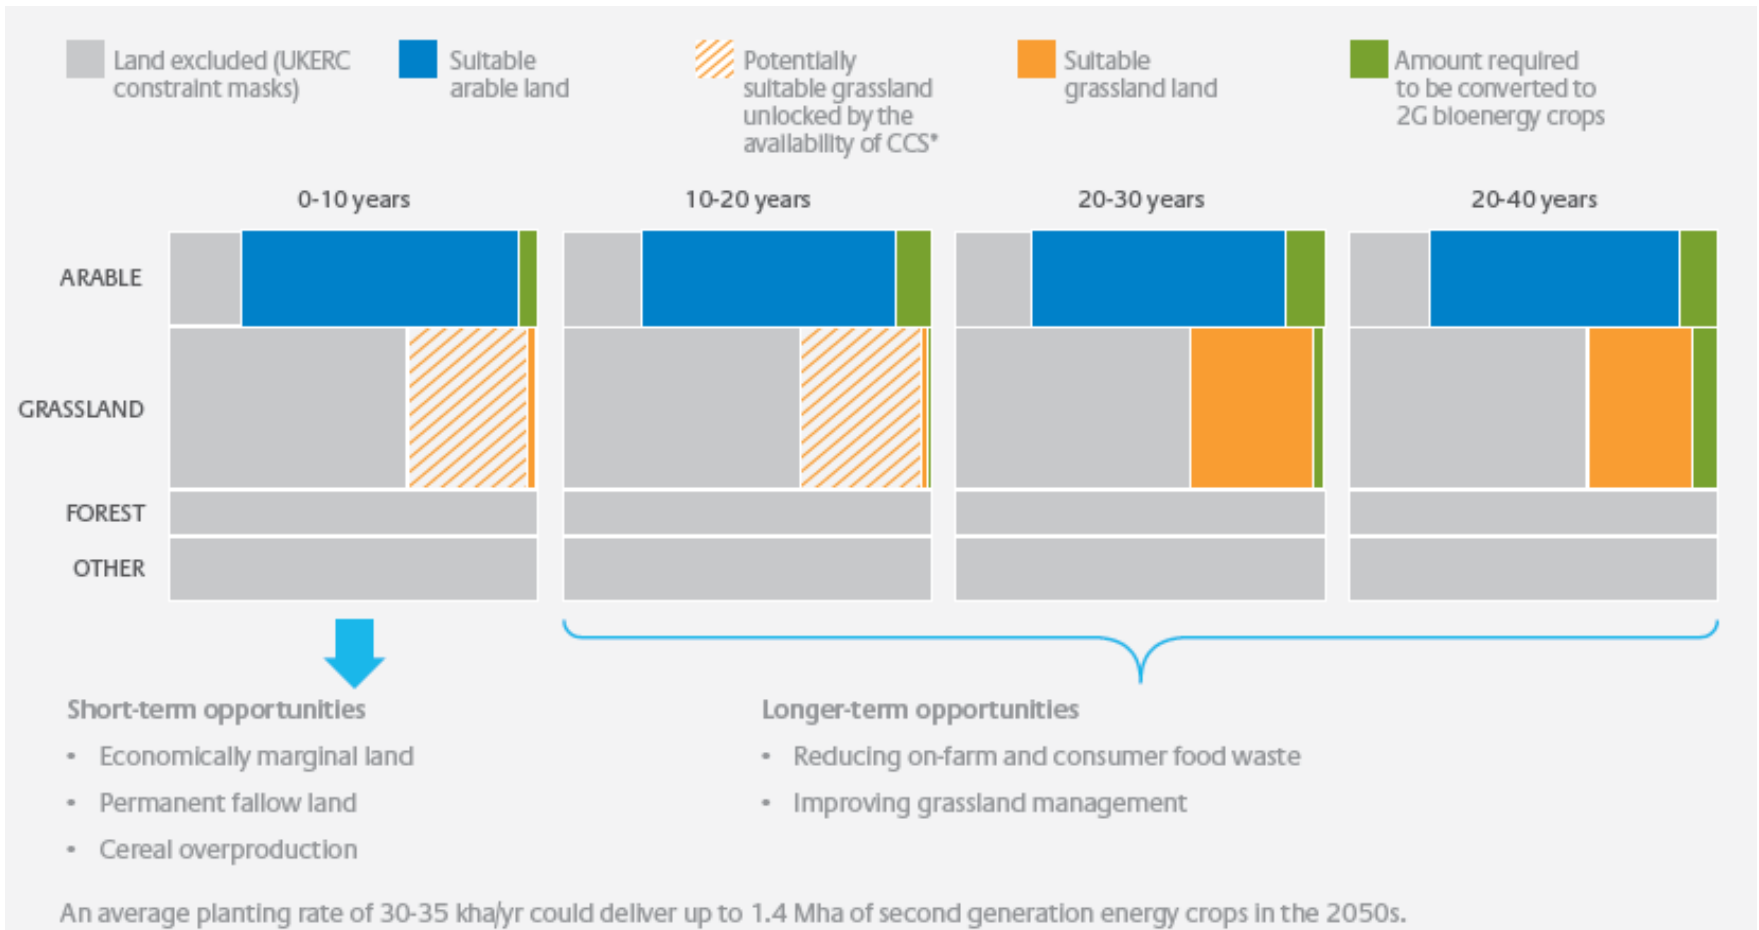 Land excluded (UKERC
constraint masks)
Suitable
arable land
Potentially
suitable grassland
unlocked by the
availability of CCS*
Suitable
grassland land
Amount required
to be converted to
2G bioenergy crops
0-10 years
10-20 years
20-30 years
20-40 years
ARABLE
GRASSLAND
FOREST
OTHER
Short-term opportunities
• Economically marginal land
• Permanent fallow land
• Cereal overproduction
Longer-term opportunities
• Reducing on-farm and consumer food waste
• Improving grassland management
An average planting rate of 30-35 kha/yr could deliver up to 1.4 Mha of second generation energy crops in the 2050s.